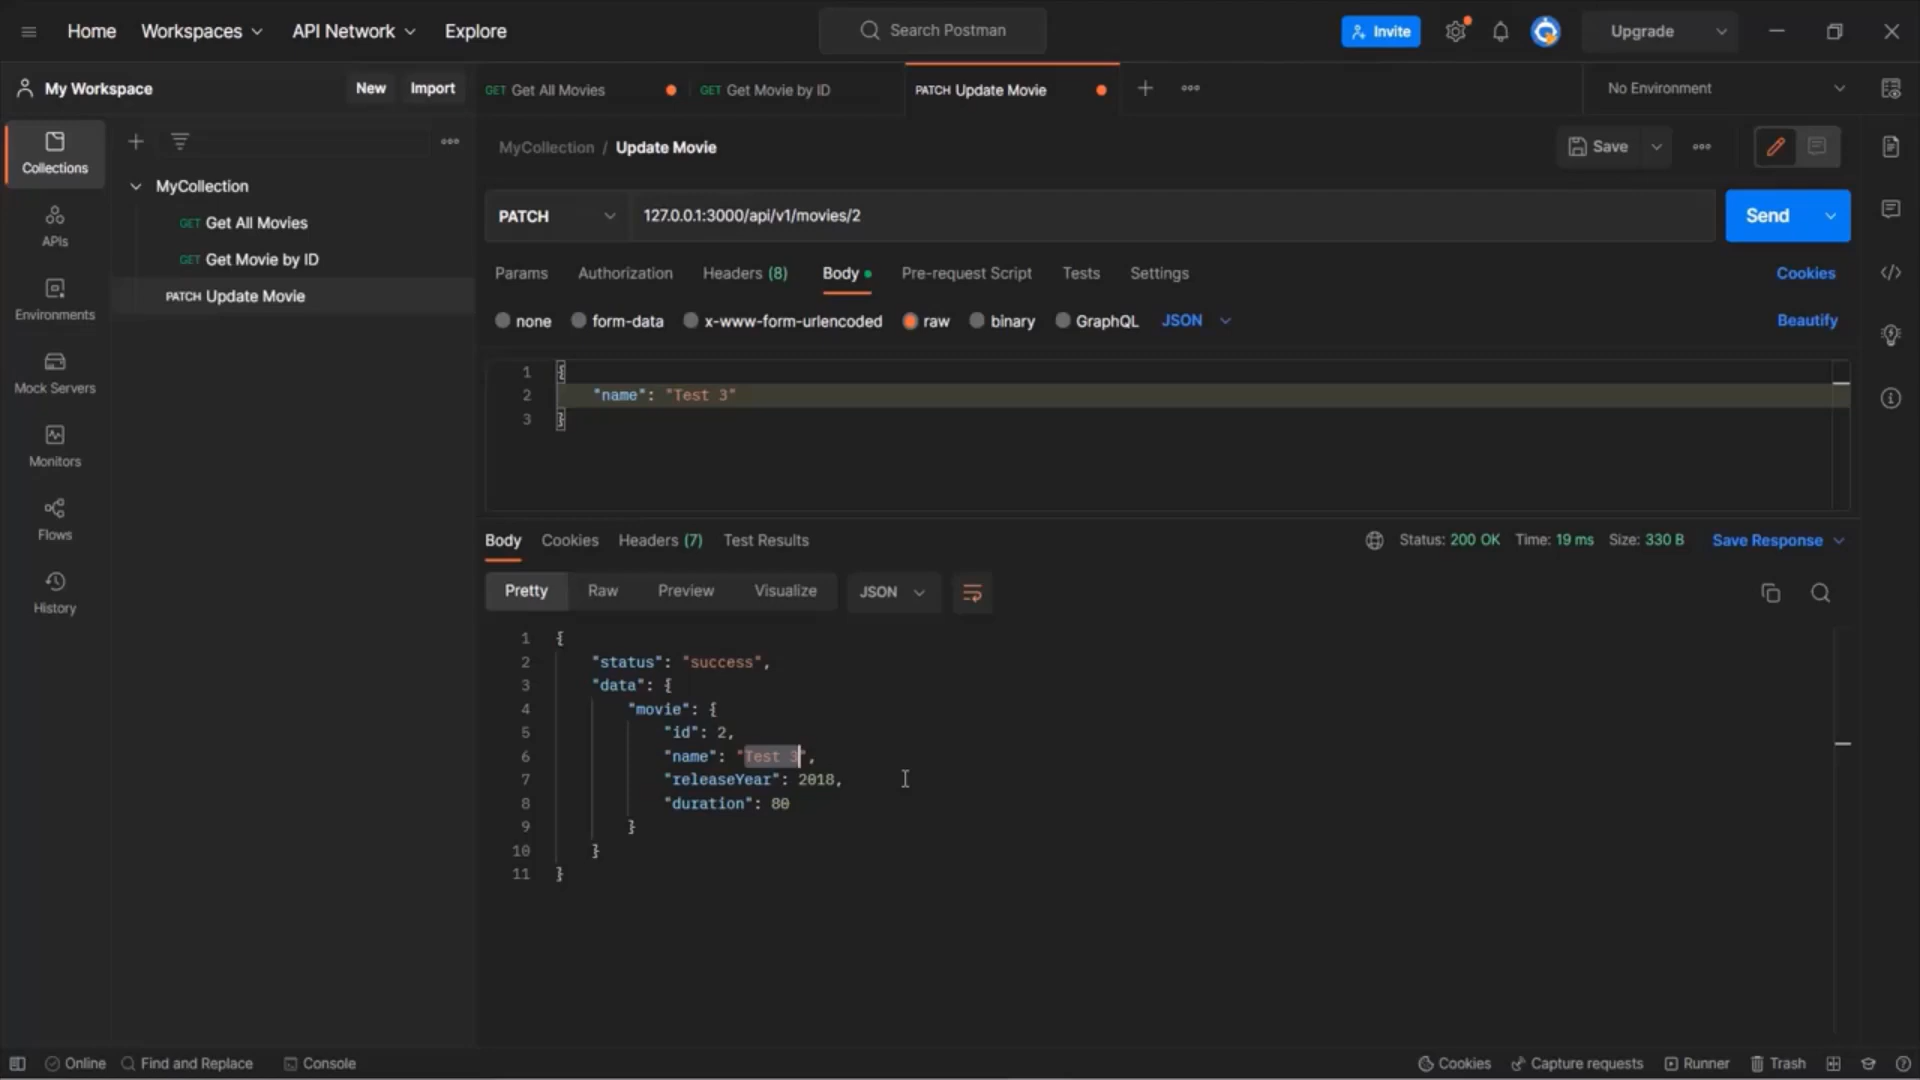 Home Workspaces API Network Explore Search Postman Invite Upgrade
My Workspace New Import GET Get All Movies GET Get Movie by ID PATCH Update Movie No Environment
Collections
APIs
Environments
Mock Servers
Monitors
Flows
History
MyCollection
GET Get All Movies
GET Get Movie by ID
PATCH Update Movie
MyCollection / Update Movie Save
PATCH 127.0.0.1:3000/api/v1/movies/2 Send
Params Authorization Headers (8) Body Pre-request Script Tests Settings Cookies
none form-data x-www-form-urlencoded raw binary GraphQL JSON Beautify
1 {
2 "name": "Test 3"
3 }
Body Cookies Headers (7) Test Results Status: 200 OK Time: 19 ms Size: 330 B Save Response
Pretty Raw Preview Visualize JSON
1 {
2 "status": "success",
3 "data": {
4 "movie": {
5 "id": 2,
6 "name": "Test 3",
7 "releaseYear": 2018,
8 "duration": 80
9 }
10 }
11 }
Online Find and Replace Console Cookies Capture requests Runner Trash